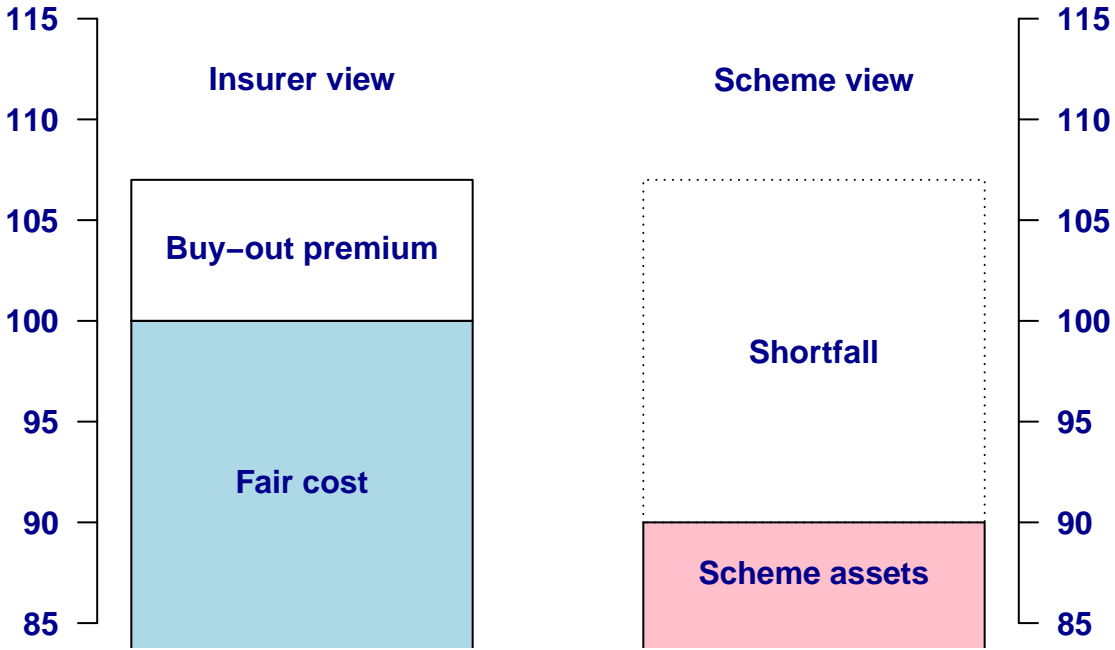 115
110
105
100
95
90
85
Insurer view
Buy−out premium
Fair cost
Scheme view
Shortfall
Scheme assets
115
110
105
100
95
90
85